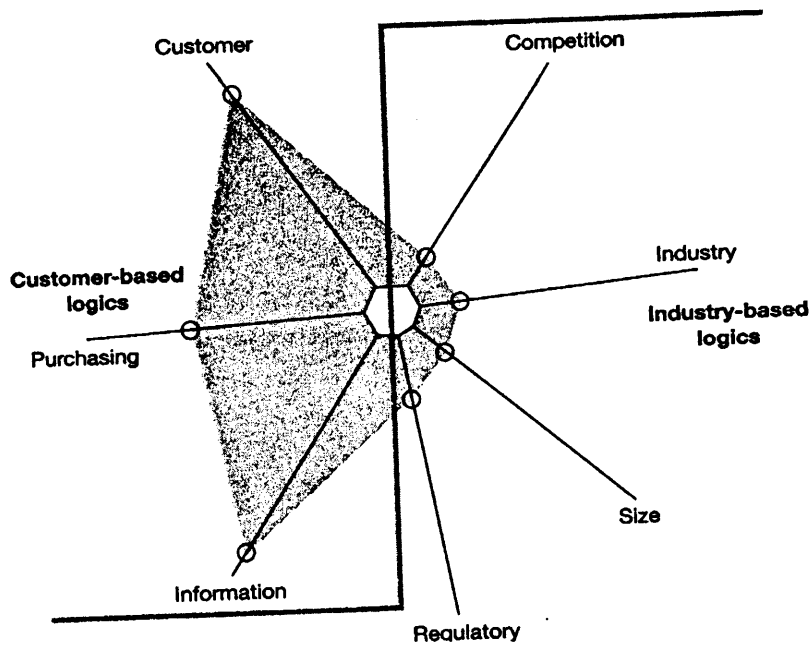 Customer
Competition
Industry
Customer-based
logics
Industry-based
logics
Purchasing
Size
Information
Regulatory